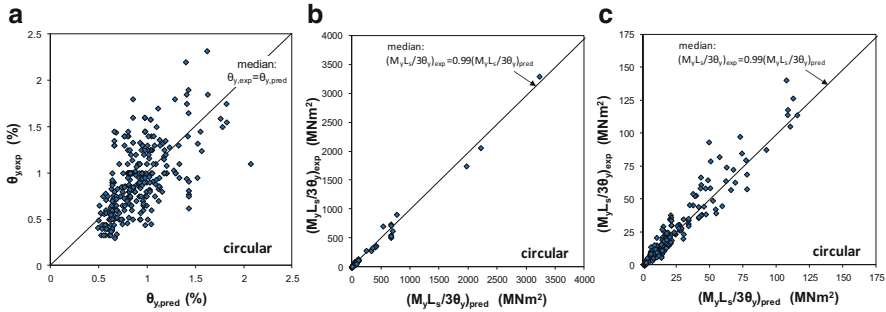 a
2.5
2
1.5
1
0.5
0
0 0.5 1 1.5 2 2.5
θy,exp (%)
θy,pred (%)
median:
θy,exp=θy,pred
circular
b
4000
3500
3000
2500
2000
1500
1000
500
0
0 500 1000 1500 2000 2500 3000 3500 4000
(MyLs/3θy)exp (MNm²)
(MyLs/3θy)pred (MNm²)
median:
(MyLs/3θy)exp=0.99(MyLs/3θy)pred
circular
c
175
150
125
100
75
50
25
0
0 25 50 75 100 125 150 175
(MyLs/3θy)exp (MNm²)
(MyLs/3θy)pred (MNm²)
median:
(MyLs/3θy)exp=0.99(MyLs/3θy)pred
circular